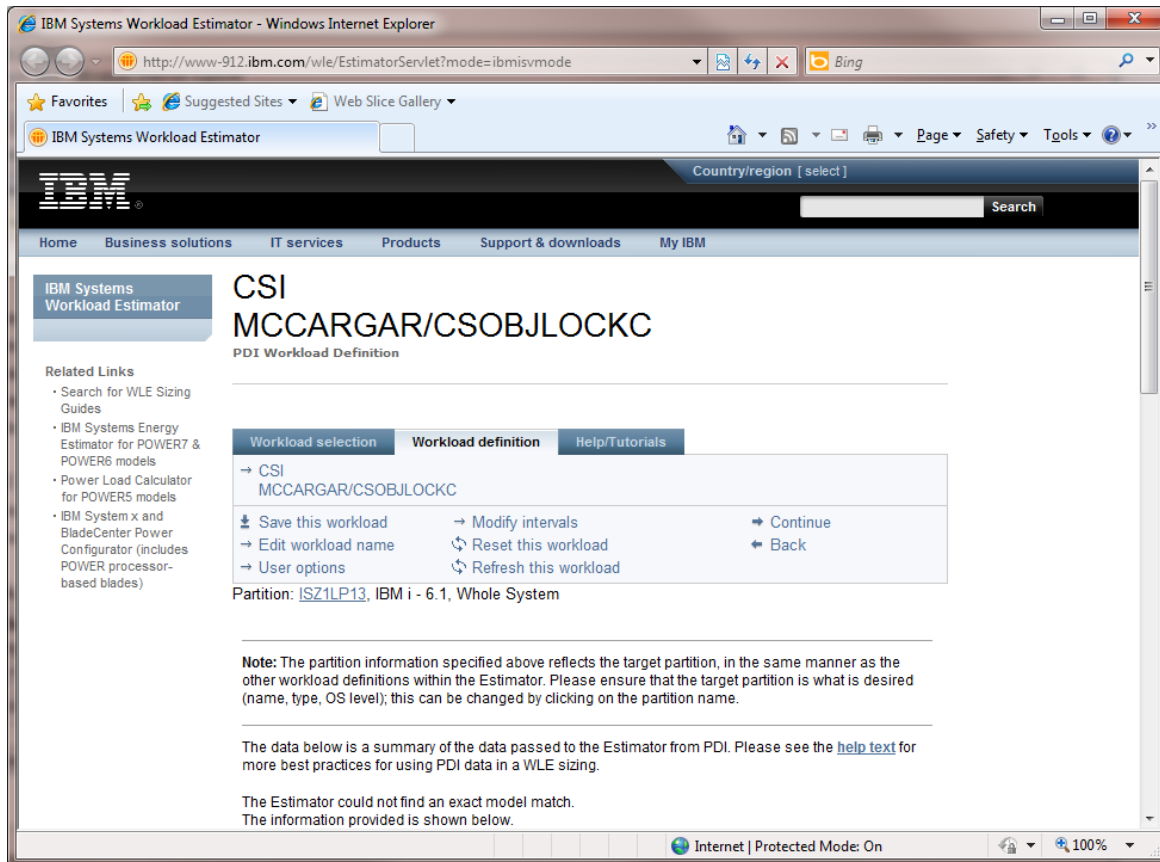 IBM Systems Workload Estimator - Windows Internet Explorer
http://www-912.ibm.com/wle/EstimatorServlet?mode=ibmisvmode
Bing
Favorites Suggested Sites Web Slice Gallery
IBM Systems Workload Estimator
Page Safety Tools
IBM ®
Country/region [ select ]
Search
Home Business solutions IT services Products Support & downloads My IBM
IBM Systems
Workload Estimator
Related Links
· Search for WLE Sizing
Guides
· IBM Systems Energy
Estimator for POWER7 &
POWER6 models
· Power Load Calculator
for POWER5 models
· IBM System x and
BladeCenter Power
Configurator (includes
POWER processor-
based blades)
CSI
MCCARGAR/CSOBJLOCKC
PDI Workload Definition
Workload selection Workload definition Help/Tutorials
→ CSI
MCCARGAR/CSOBJLOCKC
Save this workload → Modify intervals Continue
→ Edit workload name Reset this workload Back
→ User options Refresh this workload
Partition: ISZ1LP13, IBM i - 6.1, Whole System
Note: The partition information specified above reflects the target partition, in the same manner as the
other workload definitions within the Estimator. Please ensure that the target partition is what is desired
(name, type, OS level); this can be changed by clicking on the partition name.
The data below is a summary of the data passed to the Estimator from PDI. Please see the help text for
more best practices for using PDI data in a WLE sizing.
The Estimator could not find an exact model match.
The information provided is shown below.
Internet | Protected Mode: On
100%